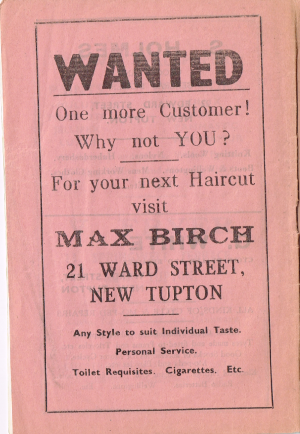 WANTED
One more Customer!
Why not YOU?
For your next Haircut
visit
MAX BIRCH
21 WARD STREET,
NEW TUPTON
Any Style to suit Individual Taste.
Personal Service.
Toilet Requisites. Cigarettes, Etc.